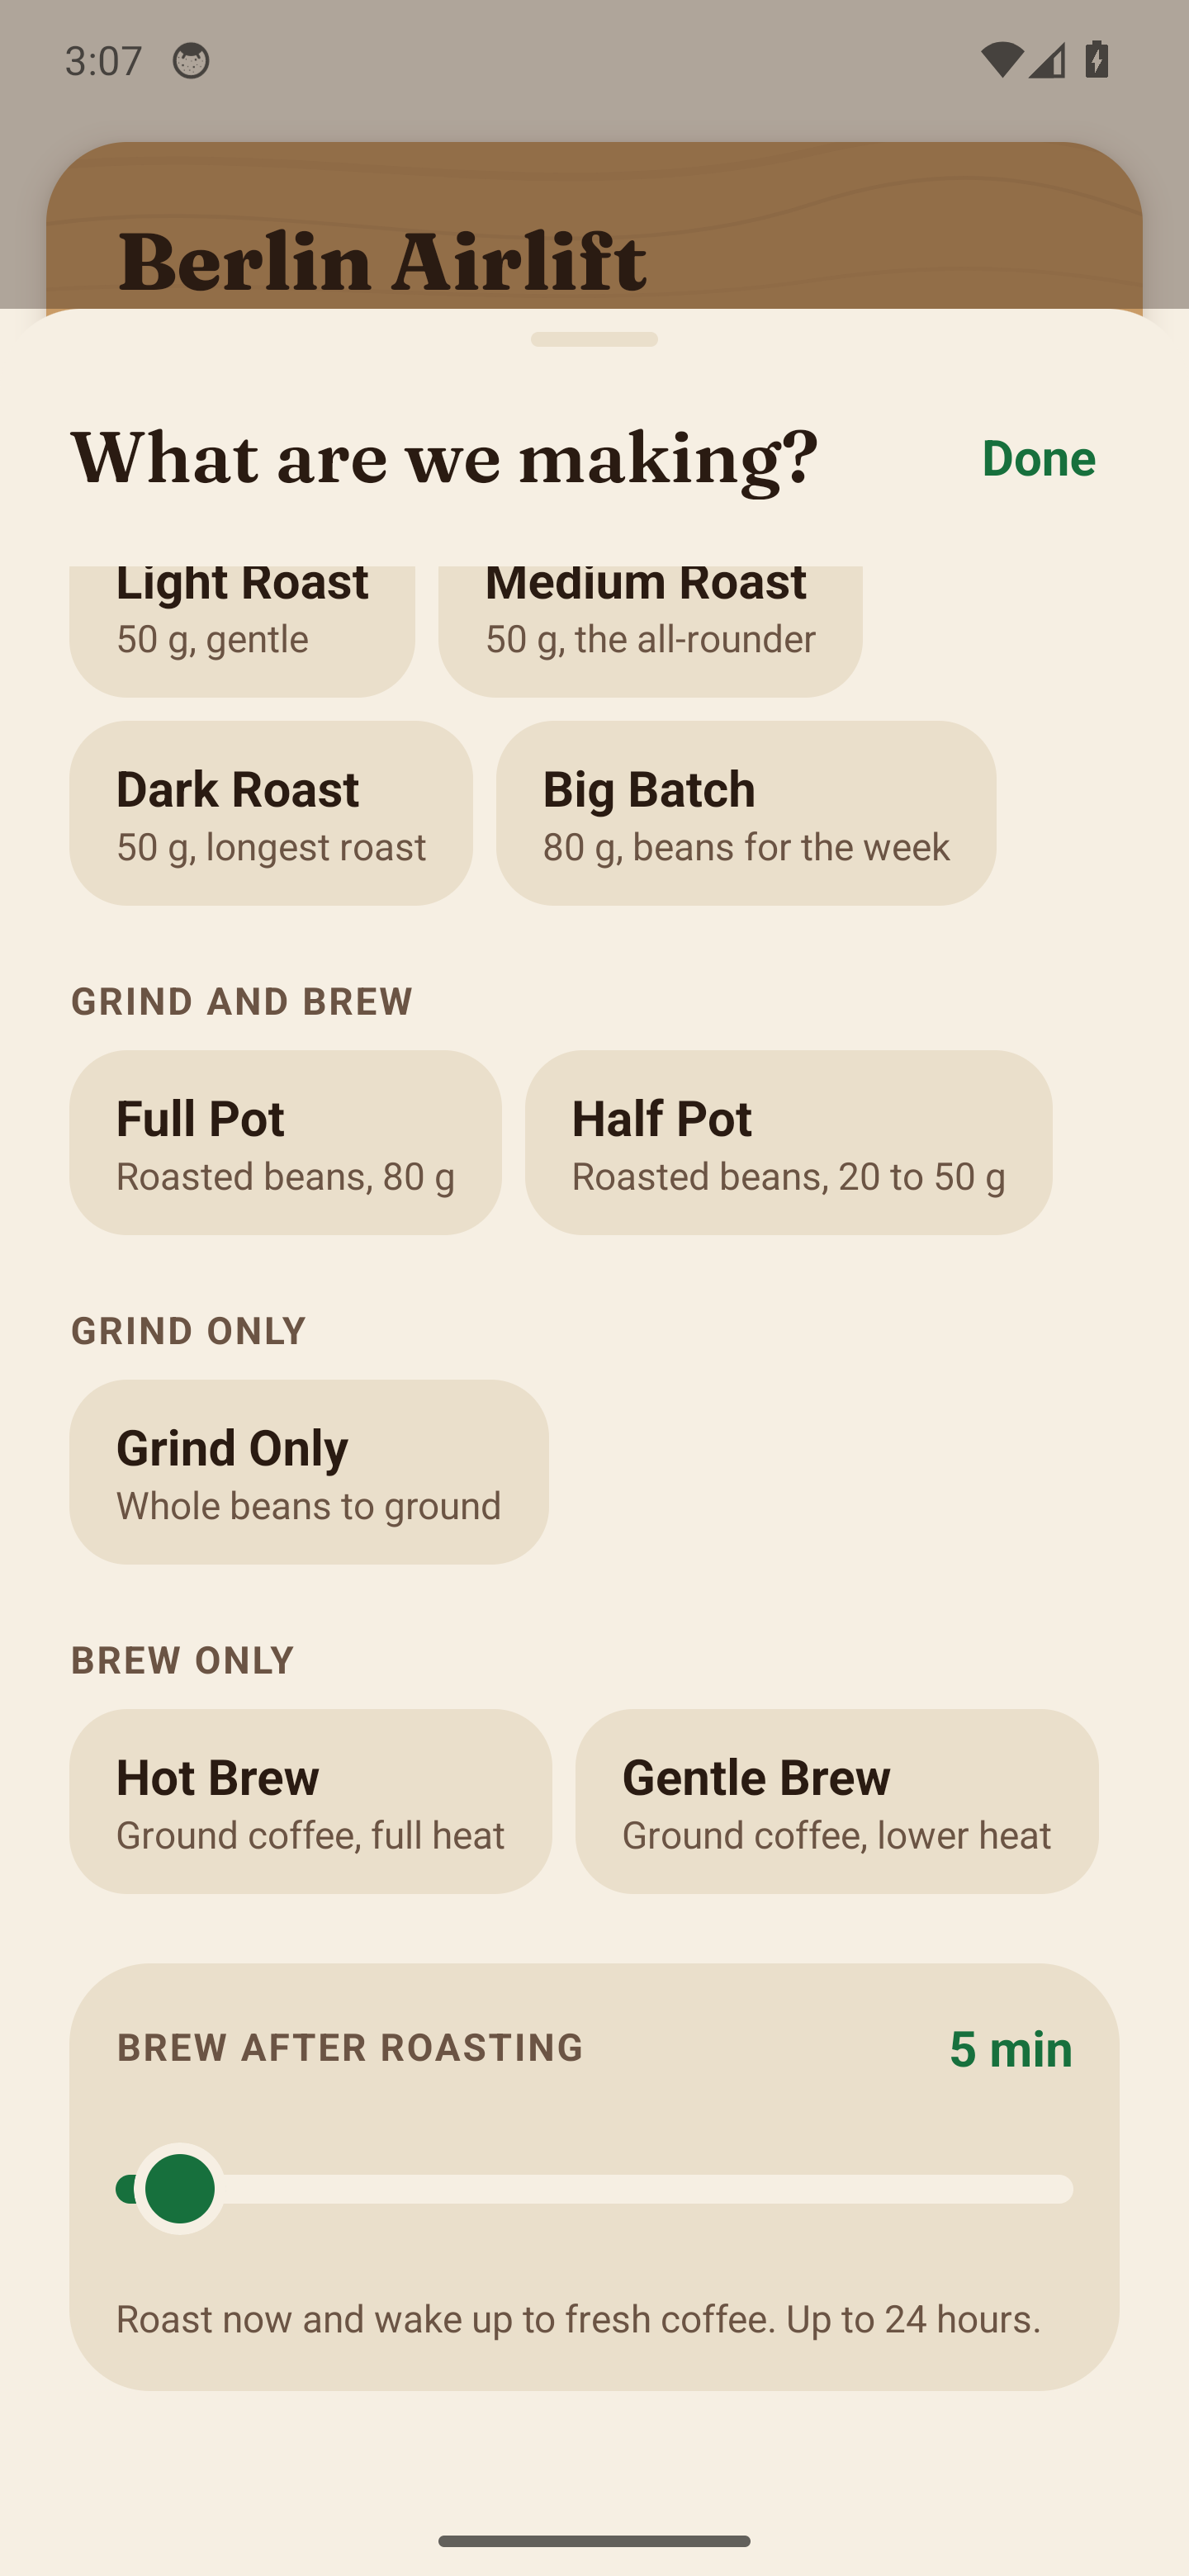 3:07
Berlin Airlift
What are we making?
Done
Light Roast
50 g, gentle
Medium Roast
50 g, the all-rounder
Dark Roast
50 g, longest roast
Big Batch
80 g, beans for the week
GRIND AND BREW
Full Pot
Roasted beans, 80 g
Half Pot
Roasted beans, 20 to 50 g
GRIND ONLY
Grind Only
Whole beans to ground
BREW ONLY
Hot Brew
Ground coffee, full heat
Gentle Brew
Ground coffee, lower heat
BREW AFTER ROASTING
5 min
Roast now and wake up to fresh coffee. Up to 24 hours.